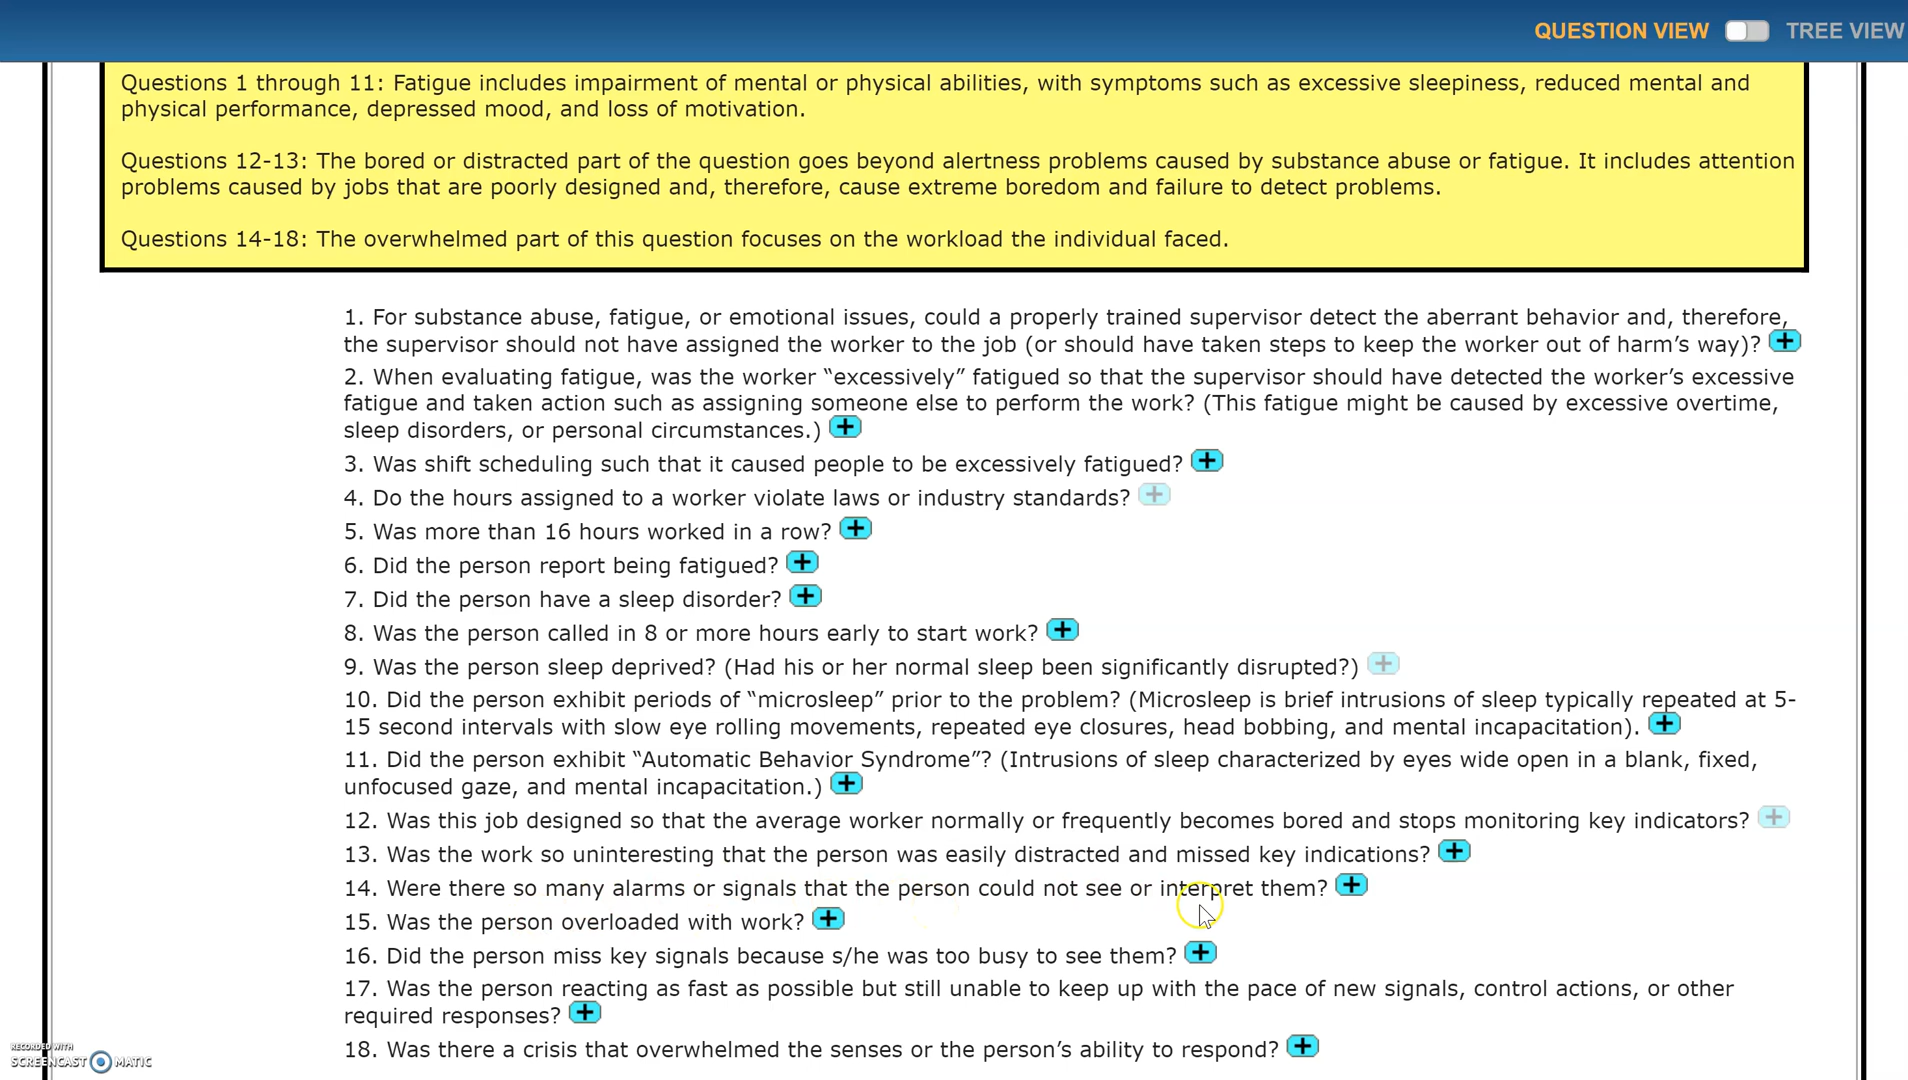 QUESTION VIEW TREE VIEW
Questions 1 through 11: Fatigue includes impairment of mental or physical abilities, with symptoms such as excessive sleepiness, reduced mental and
physical performance, depressed mood, and loss of motivation.
Questions 12-13: The bored or distracted part of the question goes beyond alertness problems caused by substance abuse or fatigue. It includes attention
problems caused by jobs that are poorly designed and, therefore, cause extreme boredom and failure to detect problems.
Questions 14-18: The overwhelmed part of this question focuses on the workload the individual faced.
1. For substance abuse, fatigue, or emotional issues, could a properly trained supervisor detect the aberrant behavior and, therefore,
the supervisor should not have assigned the worker to the job (or should have taken steps to keep the worker out of harm’s way)?
2. When evaluating fatigue, was the worker “excessively” fatigued so that the supervisor should have detected the worker’s excessive
fatigue and taken action such as assigning someone else to perform the work? (This fatigue might be caused by excessive overtime,
sleep disorders, or personal circumstances.)
3. Was shift scheduling such that it caused people to be excessively fatigued?
4. Do the hours assigned to a worker violate laws or industry standards?
5. Was more than 16 hours worked in a row?
6. Did the person report being fatigued?
7. Did the person have a sleep disorder?
8. Was the person called in 8 or more hours early to start work?
9. Was the person sleep deprived? (Had his or her normal sleep been significantly disrupted?)
10. Did the person exhibit periods of “microsleep” prior to the problem? (Microsleep is brief intrusions of sleep typically repeated at 5-
15 second intervals with slow eye rolling movements, repeated eye closures, head bobbing, and mental incapacitation).
11. Did the person exhibit “Automatic Behavior Syndrome”? (Intrusions of sleep characterized by eyes wide open in a blank, fixed,
unfocused gaze, and mental incapacitation.)
12. Was this job designed so that the average worker normally or frequently becomes bored and stops monitoring key indicators?
13. Was the work so uninteresting that the person was easily distracted and missed key indications?
14. Were there so many alarms or signals that the person could not see or interpret them?
15. Was the person overloaded with work?
16. Did the person miss key signals because s/he was too busy to see them?
17. Was the person reacting as fast as possible but still unable to keep up with the pace of new signals, control actions, or other
required responses?
18. Was there a crisis that overwhelmed the senses or the person’s ability to respond?
RECORDED WITH
SCREENCAST MATIC